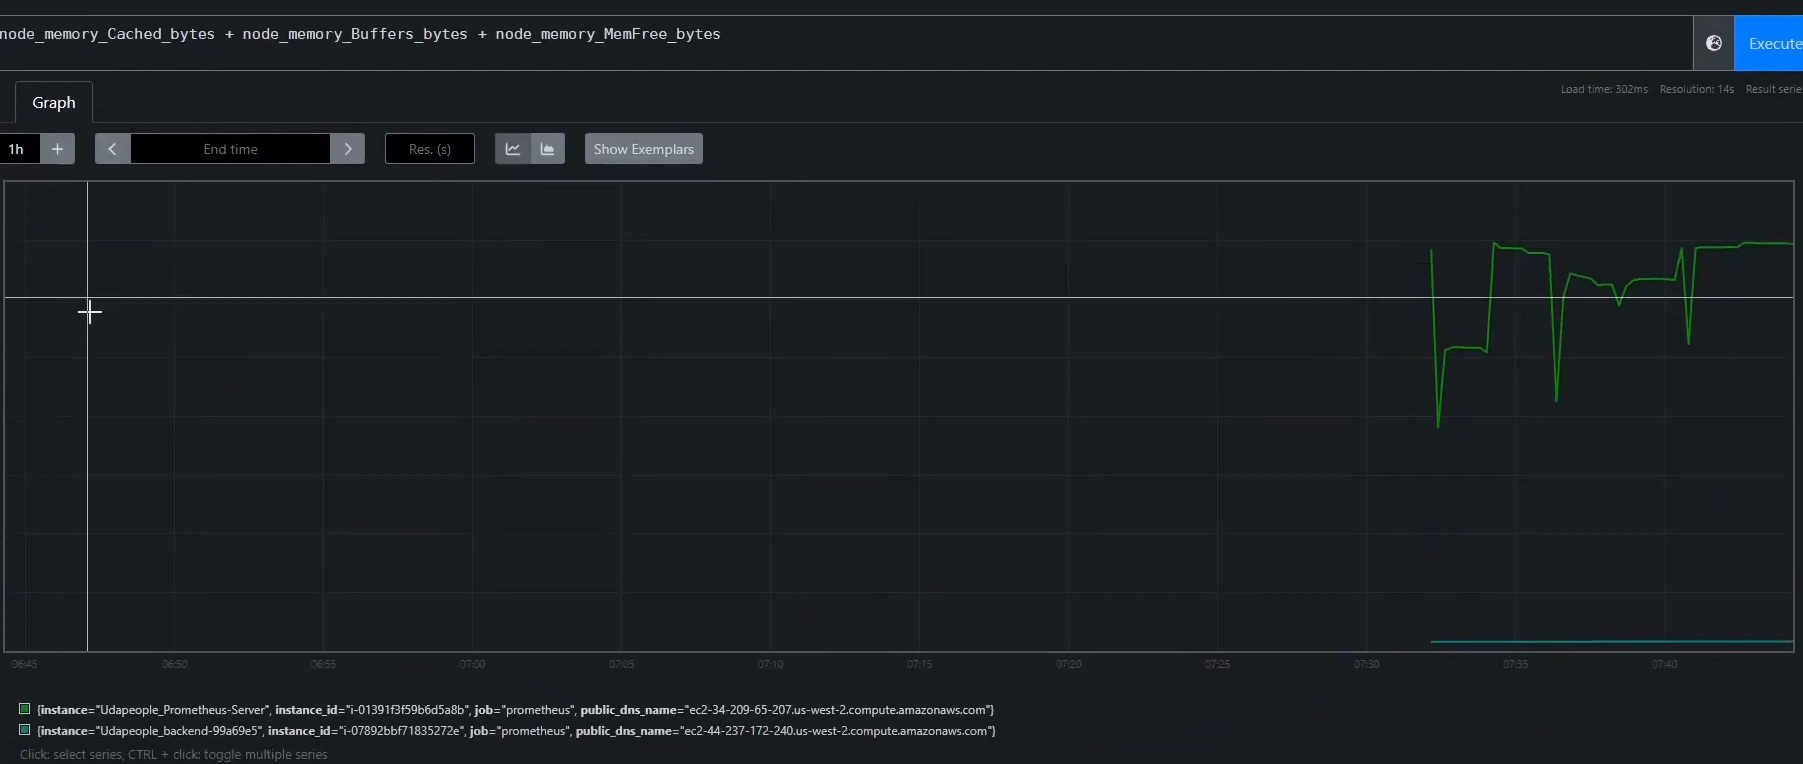 node_memory_Cached_bytes + node_memory_Buffers_bytes + node_memory_MemFree_bytes
Execute
Load time: 302ms Resolution: 14s Result series
Graph
1h + End time Res. (s) Show Exemplars
06:45 06:50 06:55 07:00 07:05 07:10 07:15 07:20 07:25 07:30 07:35 07:40
{instance="Udapeople_Prometheus-Server", instance_id="i-01391f3f59b6d5a8b", job="prometheus", public_dns_name="ec2-34-209-65-207.us-west-2.compute.amazonaws.com"}
{instance="Udapeople_backend-99a69e5", instance_id="i-07892bbf71835272e", job="prometheus", public_dns_name="ec2-44-237-172-240.us-west-2.compute.amazonaws.com"}
Click: select series, CTRL + click: toggle multiple series